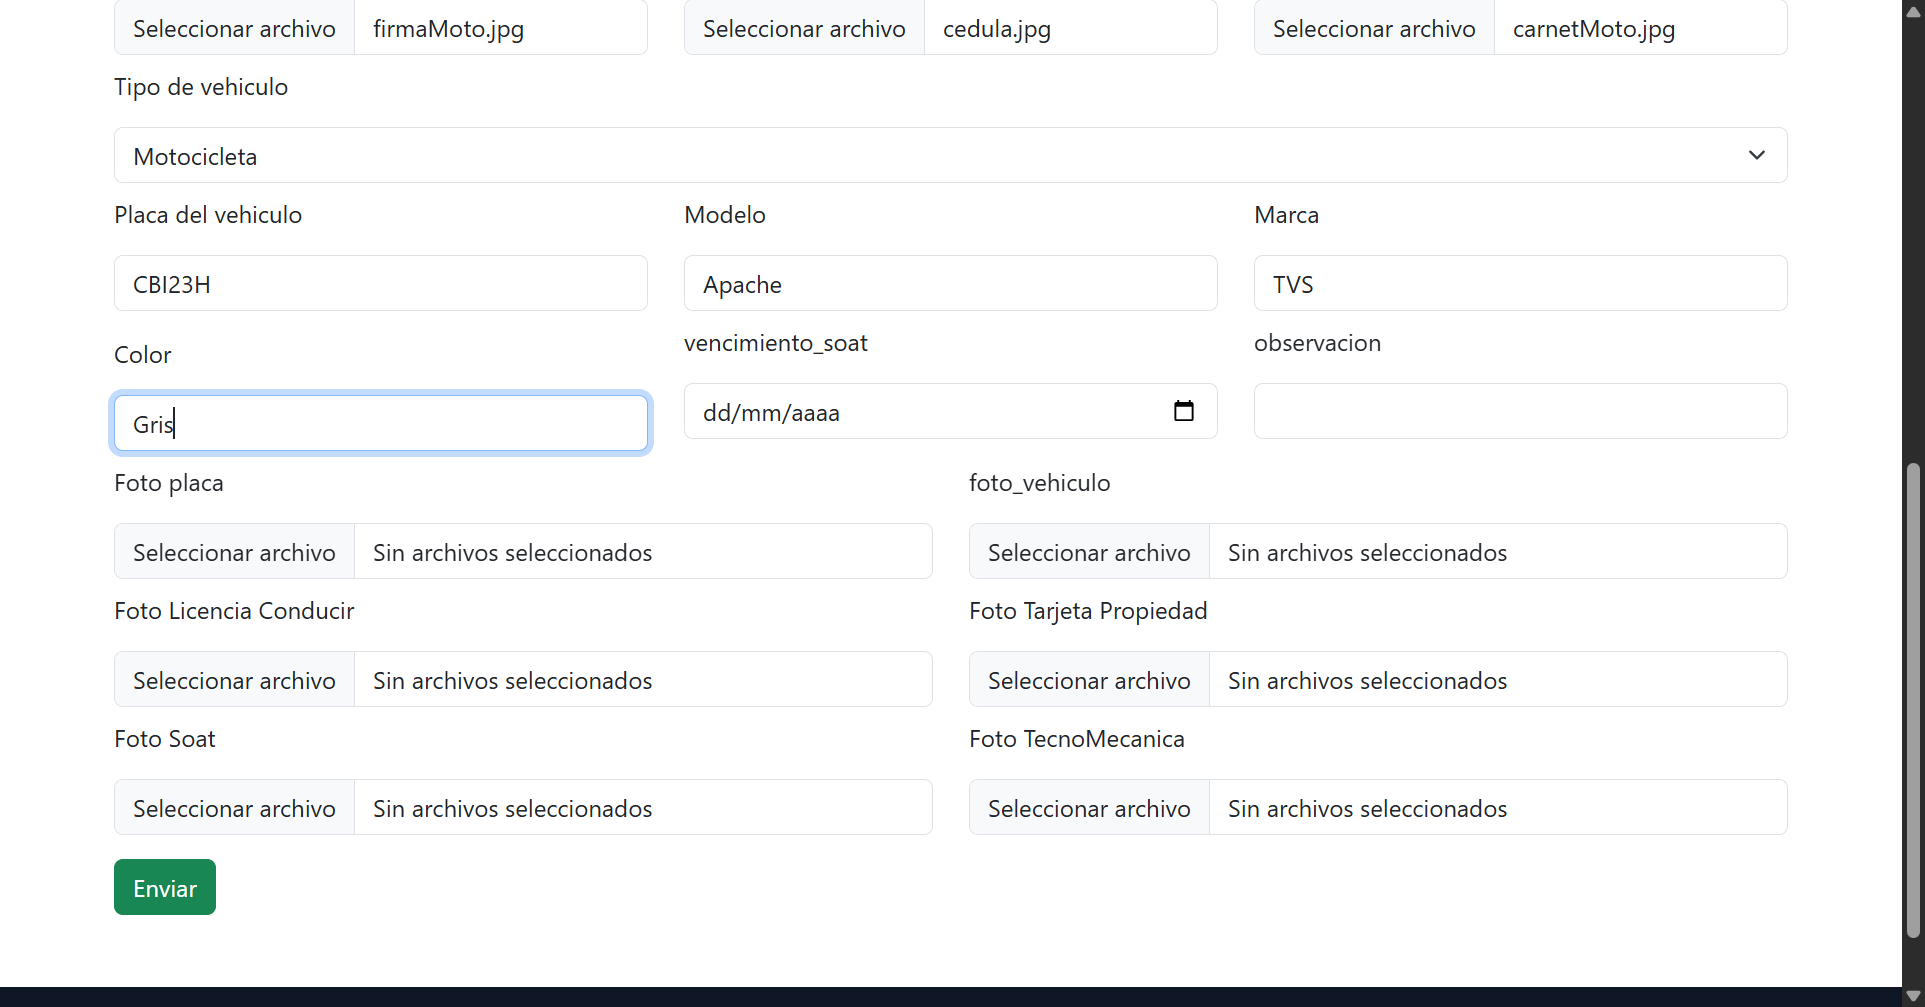 Seleccionar archivo firmaMoto.jpg Seleccionar archivo cedula.jpg Seleccionar archivo carnetMoto.jpg
Tipo de vehiculo
Motocicleta
Placa del vehiculo Modelo Marca
CBI23H Apache TVS
Color vencimiento_soat observacion
Gris dd/mm/aaaa
Foto placa foto_vehiculo
Seleccionar archivo Sin archivos seleccionados Seleccionar archivo Sin archivos seleccionados
Foto Licencia Conducir Foto Tarjeta Propiedad
Seleccionar archivo Sin archivos seleccionados Seleccionar archivo Sin archivos seleccionados
Foto Soat Foto TecnoMecanica
Seleccionar archivo Sin archivos seleccionados Seleccionar archivo Sin archivos seleccionados
Enviar